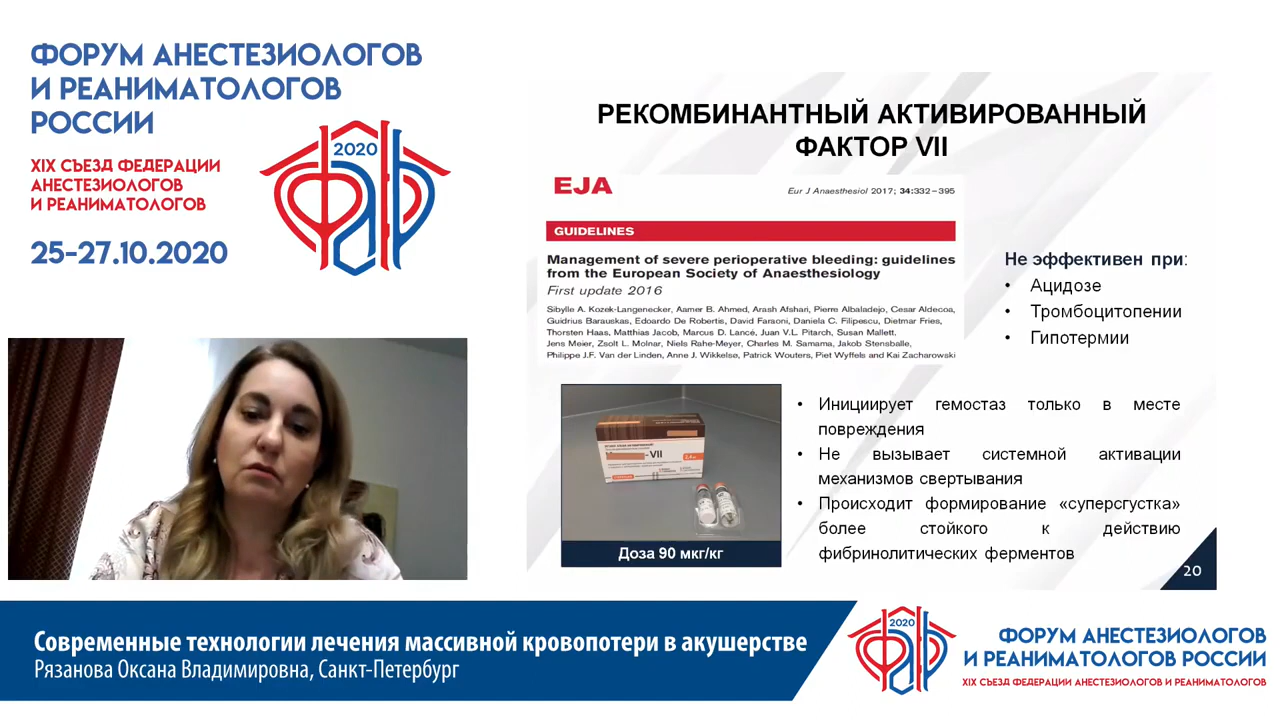 ФОРУМ АНЕСТЕЗИОЛОГОВ
И РЕАНИМАТОЛОГОВ
РОССИИ
XIX СЪЕЗД ФЕДЕРАЦИИ
АНЕСТЕЗИОЛОГОВ
И РЕАНИМАТОЛОГОВ
25-27.10.2020
2020
РЕКОМБИНАНТНЫЙ АКТИВИРОВАННЫЙ
ФАКТОР VII
EJA
Eur J Anaesthesiol 2017; 34:332–395
GUIDELINES
Management of severe perioperative bleeding: guidelines
from the European Society of Anaesthesiology
First update 2016
Sibylle A. Kozek-Langenecker, Aamer B. Ahmed, Arash Afshari, Pierre Albaladejo, Cesar Aldecoa,
Guidrius Barauskas, Edoardo De Robertis, David Faraoni, Daniela C. Filipescu, Dietmar Fries,
Thorsten Haas, Matthias Jacob, Marcus D. Lancé, Juan V.L. Pitarch, Susan Mallett,
Jens Meier, Zsolt L. Molnar, Niels Rahe-Meyer, Charles M. Samama, Jakob Stensballe,
Philippe J.F. Van der Linden, Anne J. Wikkelsø, Patrick Wouters, Piet Wyffels and Kai Zacharowski
Не эффективен при:
• Ацидозе
• Тромбоцитопении
• Гипотермии
-VII
Доза 90 мкг/кг
• Инициирует гемостаз только в месте
повреждения
• Не вызывает системной активации
механизмов свертывания
• Происходит формирование «суперсгустка»
более стойкого к действию
фибринолитических ферментов
20
Современные технологии лечения массивной кровопотери в акушерстве
Рязанова Оксана Владимировна, Санкт-Петербург
2020
ФОРУМ АНЕСТЕЗИОЛОГОВ
И РЕАНИМАТОЛОГОВ РОССИИ
XIX СЪЕЗД ФЕДЕРАЦИИ АНЕСТЕЗИОЛОГОВ И РЕАНИМАТОЛОГОВ